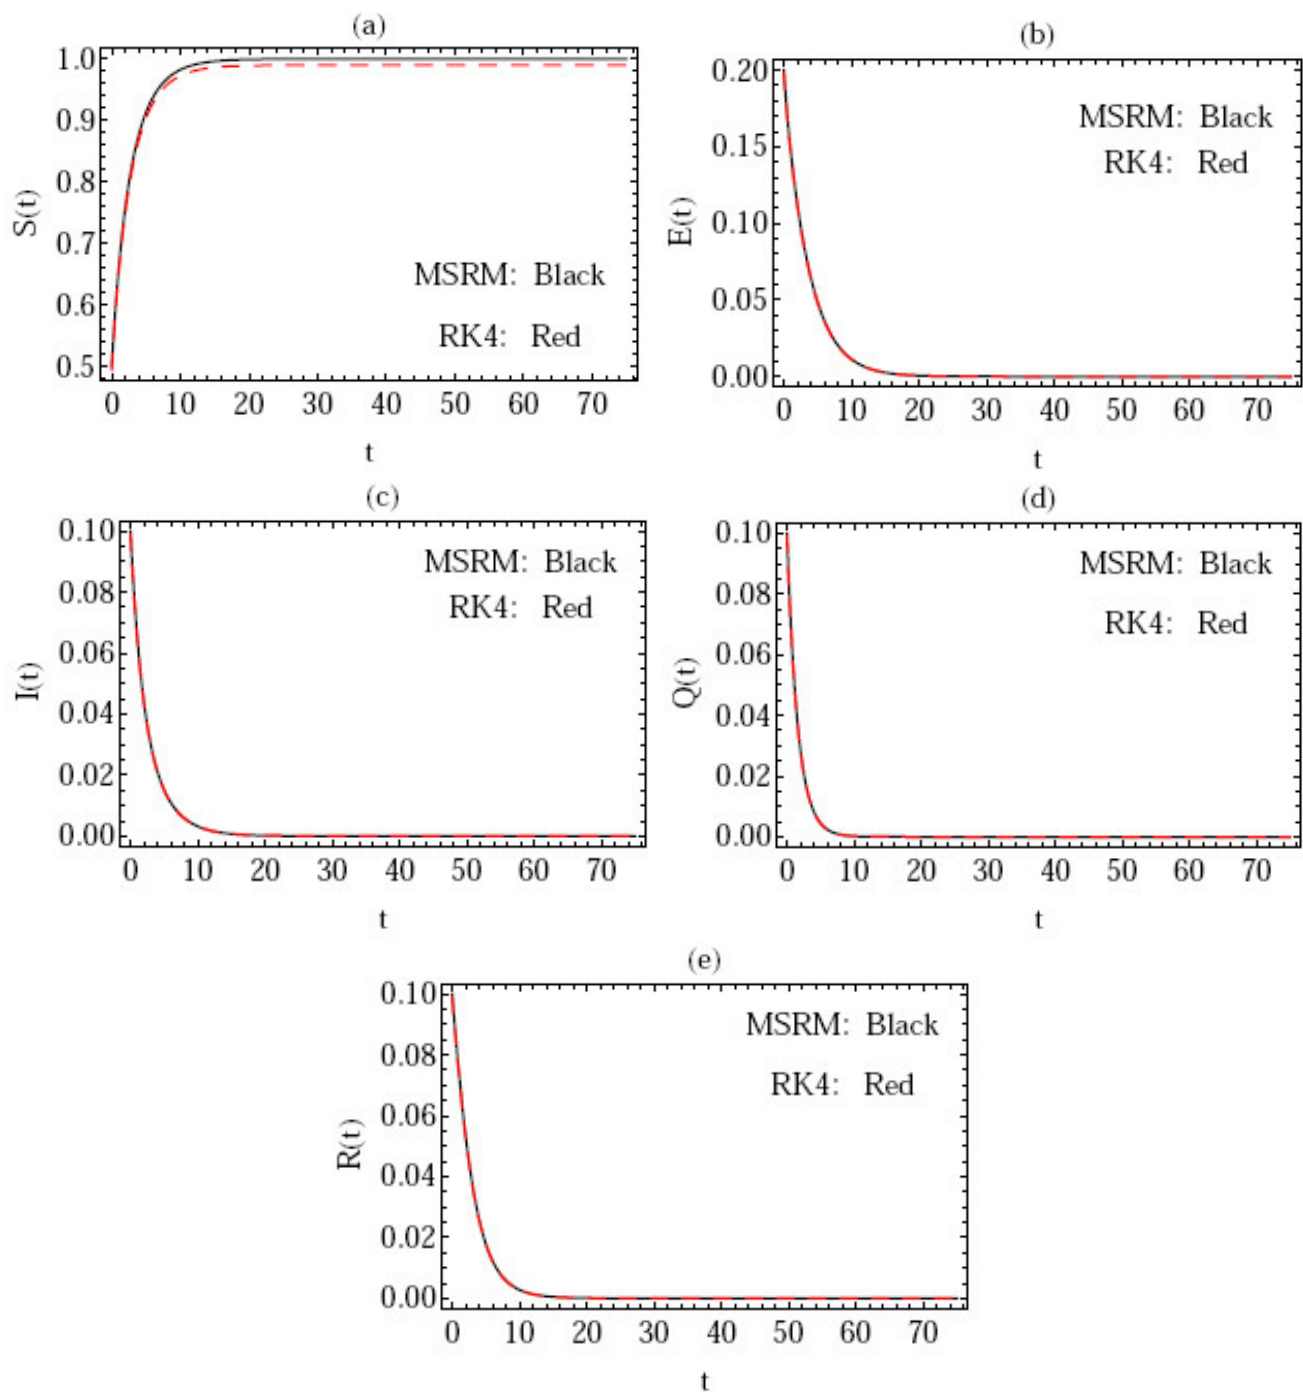 (a)
1.0
0.9
0.8
0.7
0.6
0.5
S(t)
MSRM: Black
RK4: Red
0 10 20 30 40 50 60 70
t
(b)
0.20
0.15
0.10
0.05
0.00
E(t)
MSRM: Black
RK4: Red
0 10 20 30 40 50 60 70
t
(c)
0.10
0.08
0.06
0.04
0.02
0.00
I(t)
MSRM: Black
RK4: Red
0 10 20 30 40 50 60 70
t
(d)
0.10
0.08
0.06
0.04
0.02
0.00
Q(t)
MSRM: Black
RK4: Red
0 10 20 30 40 50 60 70
t
(e)
0.10
0.08
0.06
0.04
0.02
0.00
R(t)
MSRM: Black
RK4: Red
0 10 20 30 40 50 60 70
t